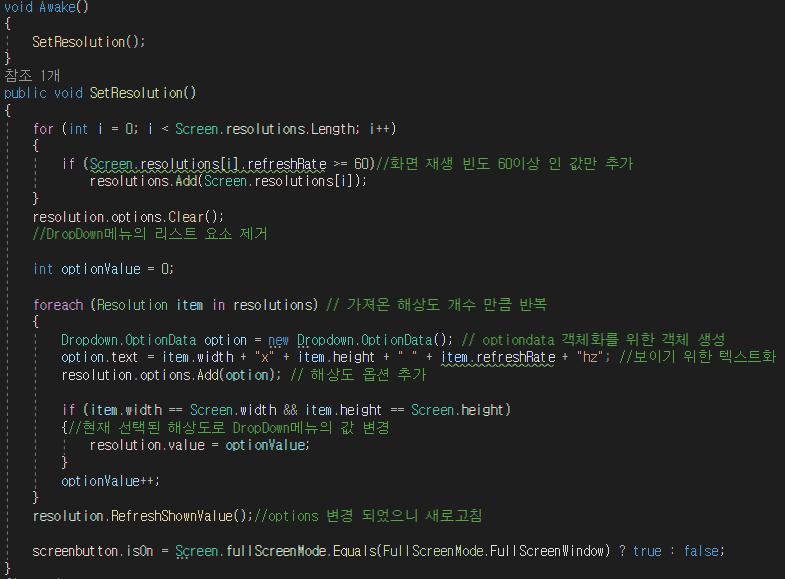 void Awake()
{
SetResolution();
}
참조 1개
public void SetResolution()
{
for (int i = 0; i < Screen.resolutions.Length; i++)
{
if (Screen.resolutions[i].refreshRate >= 60)//화면 재생 빈도 60이상 인 값만 추가
resolutions.Add(Screen.resolutions[i]);
}
resolution.options.Clear();
//DropDown메뉴의 리스트 요소 제거
int optionValue = 0;
foreach (Resolution item in resolutions) // 가져온 해상도 개수 만큼 반복
{
Dropdown.OptionData option = new Dropdown.OptionData(); // optiondata 객체화를 위한 객체 생성
option.text = item.width + "x" + item.height + " " + item.refreshRate + "hz"; //보이기 위한 텍스트화
resolution.options.Add(option); // 해상도 옵션 추가
if (item.width == Screen.width && item.height == Screen.height)
{//현재 선택된 해상도로 DropDown메뉴의 값 변경
resolution.value = optionValue;
}
optionValue++;
}
resolution.RefreshShownValue();//options 변경 되었으니 새로고침
screenbutton.isOn = Screen.fullScreenMode.Equals(FullScreenMode.FullScreenWindow) ? true : false;
}